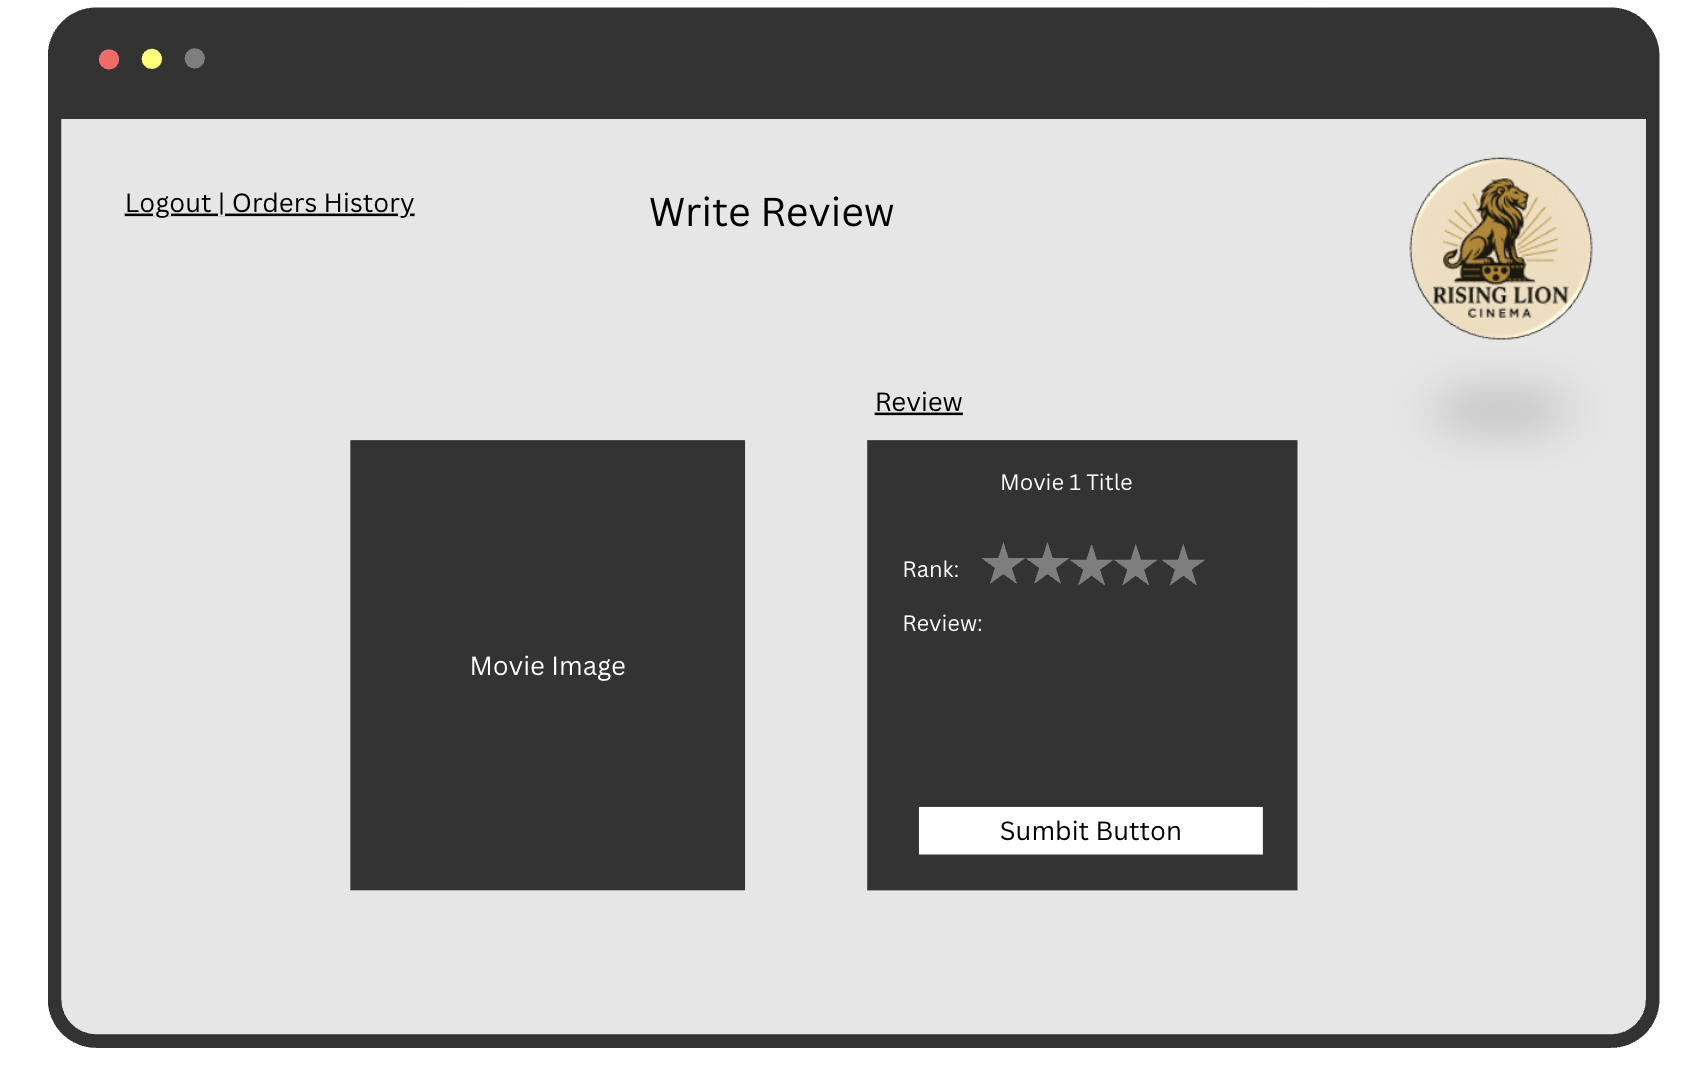 Logout | Orders History
Write Review
RISING LION
CINEMA
Review
Movie Image
Movie 1 Title
Rank:
Review:
Sumbit Button